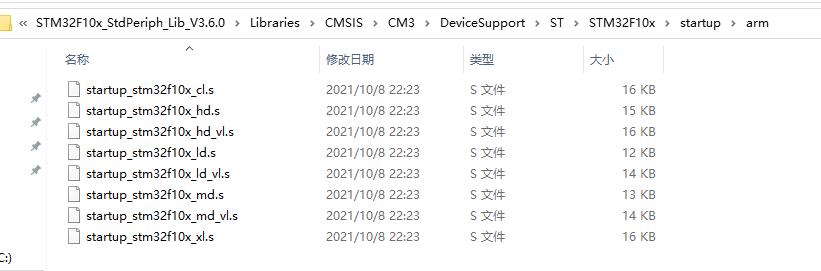 « STM32F10x_StdPeriph_Lib_V3.6.0 > Libraries > CMSIS > CM3 > DeviceSupport > ST > STM32F10x > startup > arm
名称 修改日期 类型 大小
startup_stm32f10x_cl.s 2021/10/8 22:23 S 文件 16 KB
startup_stm32f10x_hd.s 2021/10/8 22:23 S 文件 15 KB
startup_stm32f10x_hd_vl.s 2021/10/8 22:23 S 文件 16 KB
startup_stm32f10x_ld.s 2021/10/8 22:23 S 文件 12 KB
startup_stm32f10x_ld_vl.s 2021/10/8 22:23 S 文件 14 KB
startup_stm32f10x_md.s 2021/10/8 22:23 S 文件 13 KB
startup_stm32f10x_md_vl.s 2021/10/8 22:23 S 文件 14 KB
startup_stm32f10x_xl.s 2021/10/8 22:23 S 文件 16 KB
C:)